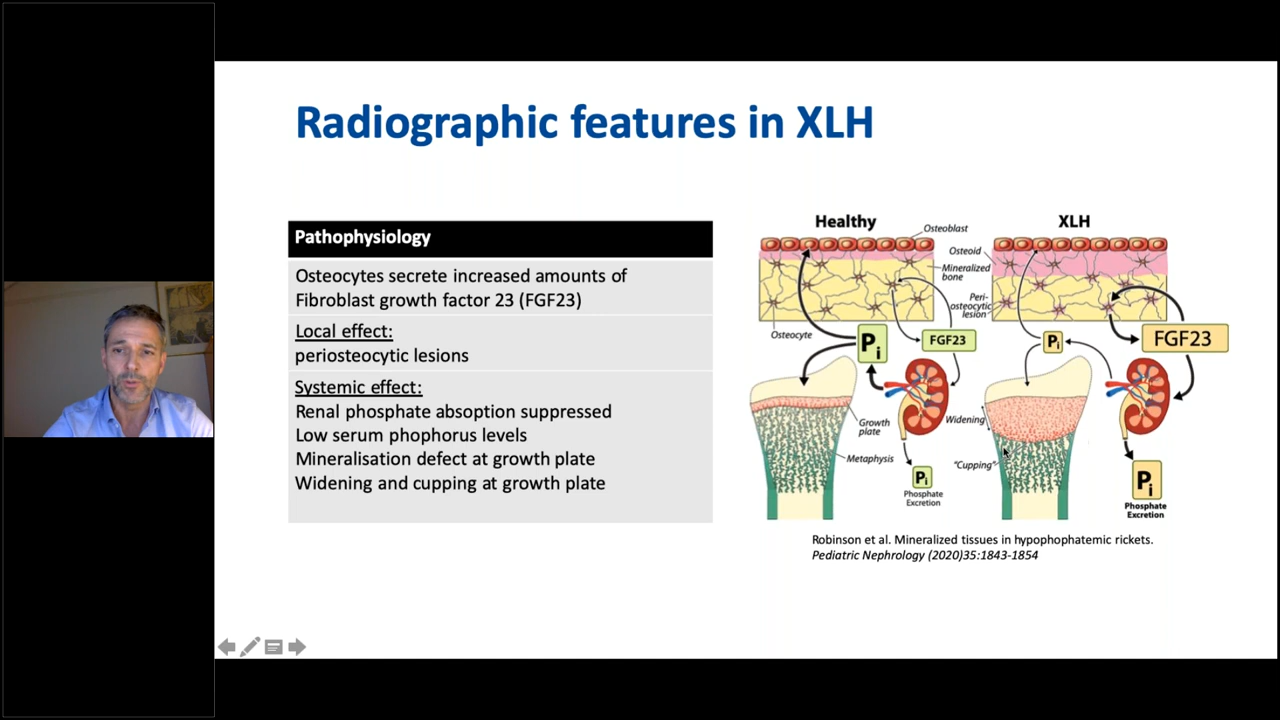 Radiographic features in XLH
Pathophysiology
Osteocytes secrete increased amounts of
Fibroblast growth factor 23 (FGF23)
Local effect:
periosteocytic lesions
Systemic effect:
Renal phosphate absoption suppressed
Low serum phophorus levels
Mineralisation defect at growth plate
Widening and cupping at growth plate
Healthy
Osteoblast
Mineralized
bone
Osteocyte
Pi
FGF23
Growth
plate
Metaphysis
Pi
Phosphate
Excretion
XLH
Osteoid
Peri-
osteocytic
lesion
Pi
FGF23
Widening
"Cupping"
Pi
Phosphate
Excretion
Robinson et al. Mineralized tissues in hypophophatemic rickets.
Pediatric Nephrology (2020)35:1843-1854